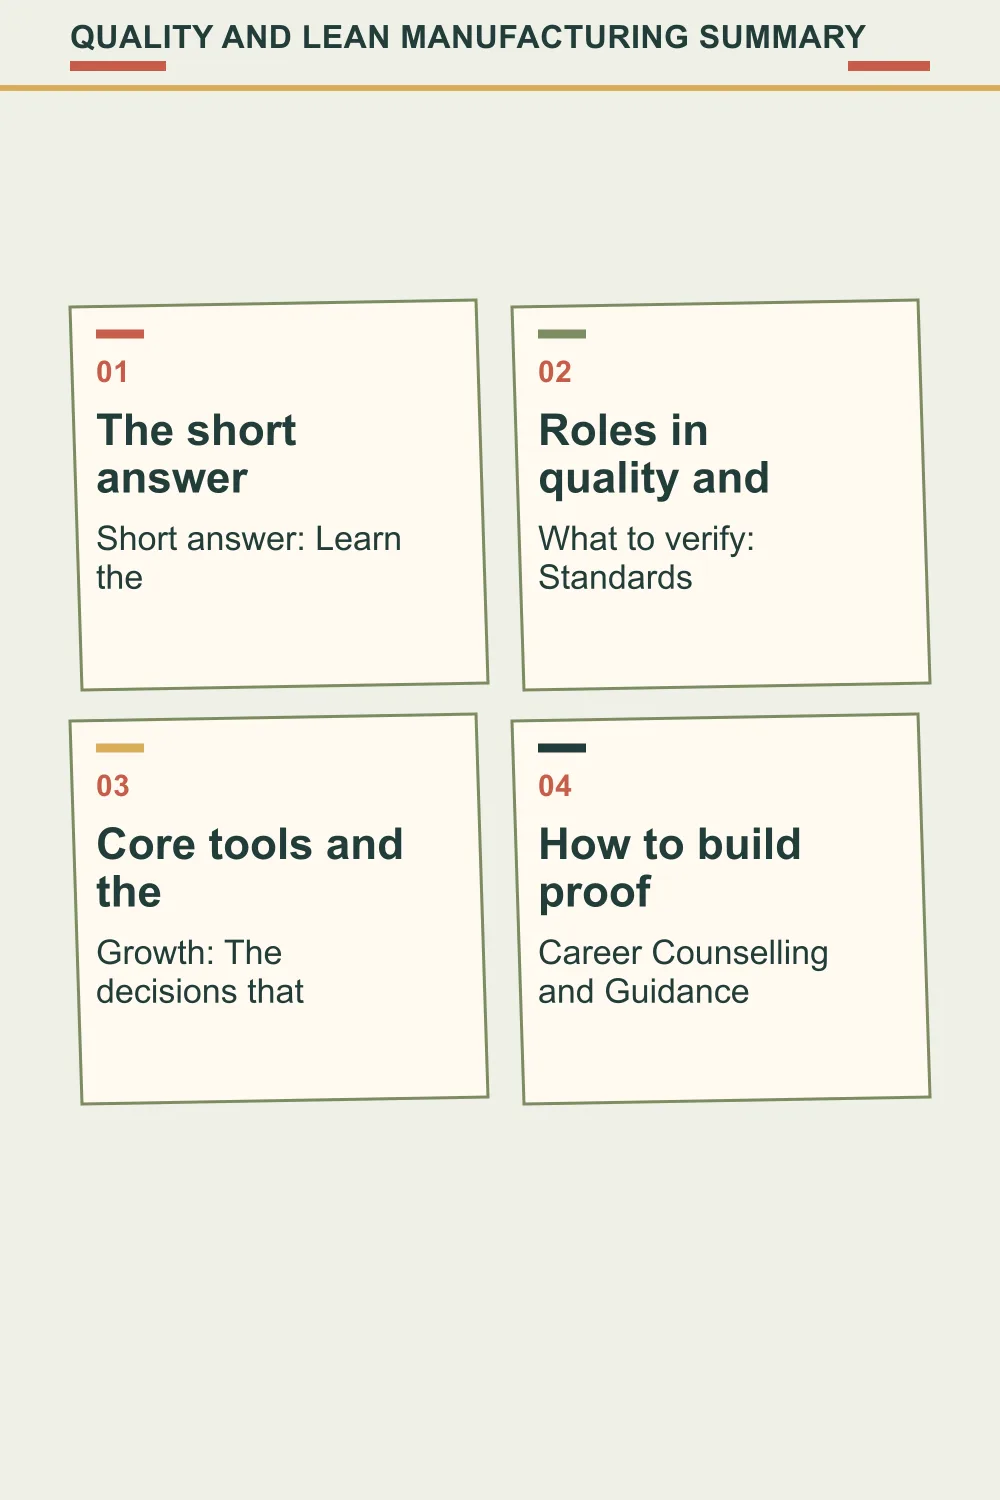 QUALITY AND LEAN MANUFACTURING SUMMARY
01
The short
answer
Short answer: Learn
the
02
Roles in
quality and
What to verify:
Standards
03
Core tools and
the
Growth: The
decisions that
04
How to build
proof
Career Counselling
and Guidance